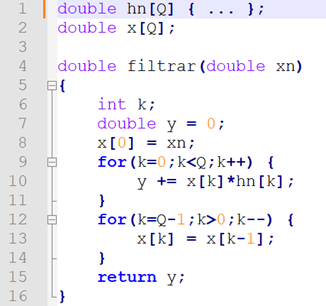 1 double hn[Q] { ... };
2 double x[Q];
3
4 double filtrar(double xn)
5 {
6 int k;
7 double y = 0;
8 x[0] = xn;
9 for(k=0;k<Q;k++) {
10 y += x[k]*hn[k];
11 }
12 for(k=Q-1;k>0;k--) {
13 x[k] = x[k-1];
14 }
15 return y;
16 }